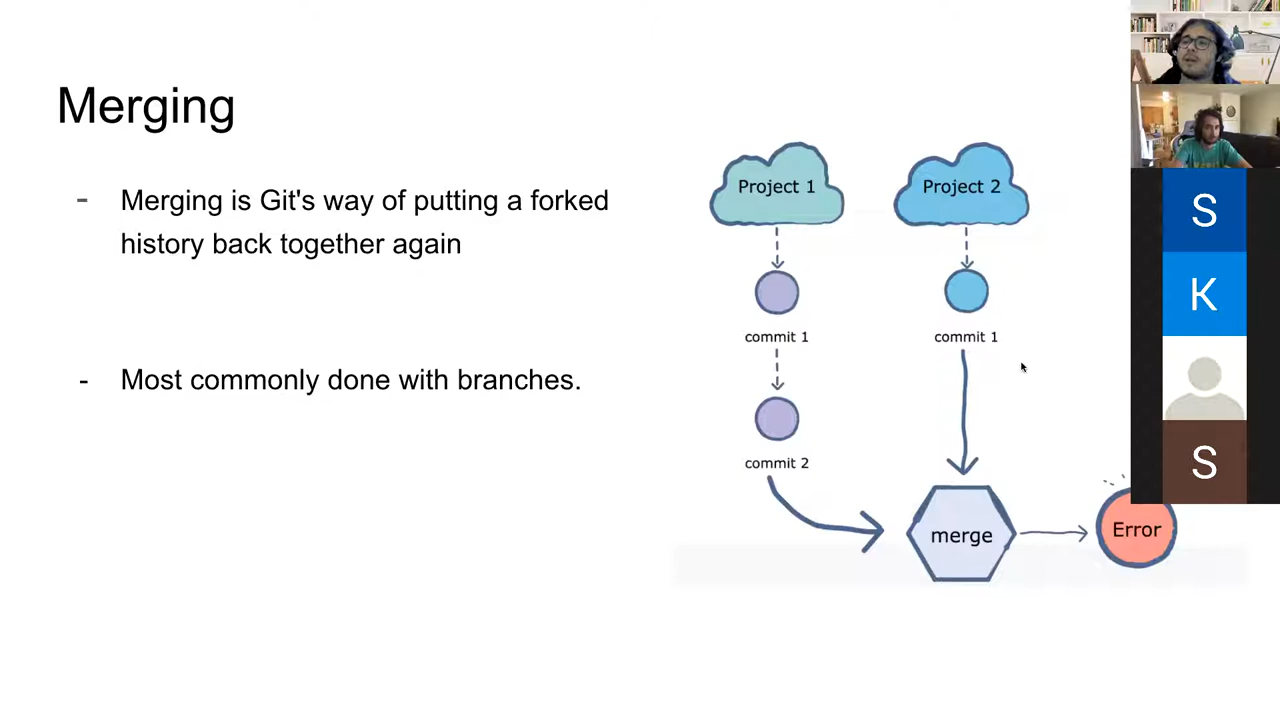 Merging
- Merging is Git's way of putting a forked
history back together again
- Most commonly done with branches.
Project 1
Project 2
commit 1
commit 1
commit 2
merge
Error
S
K
S